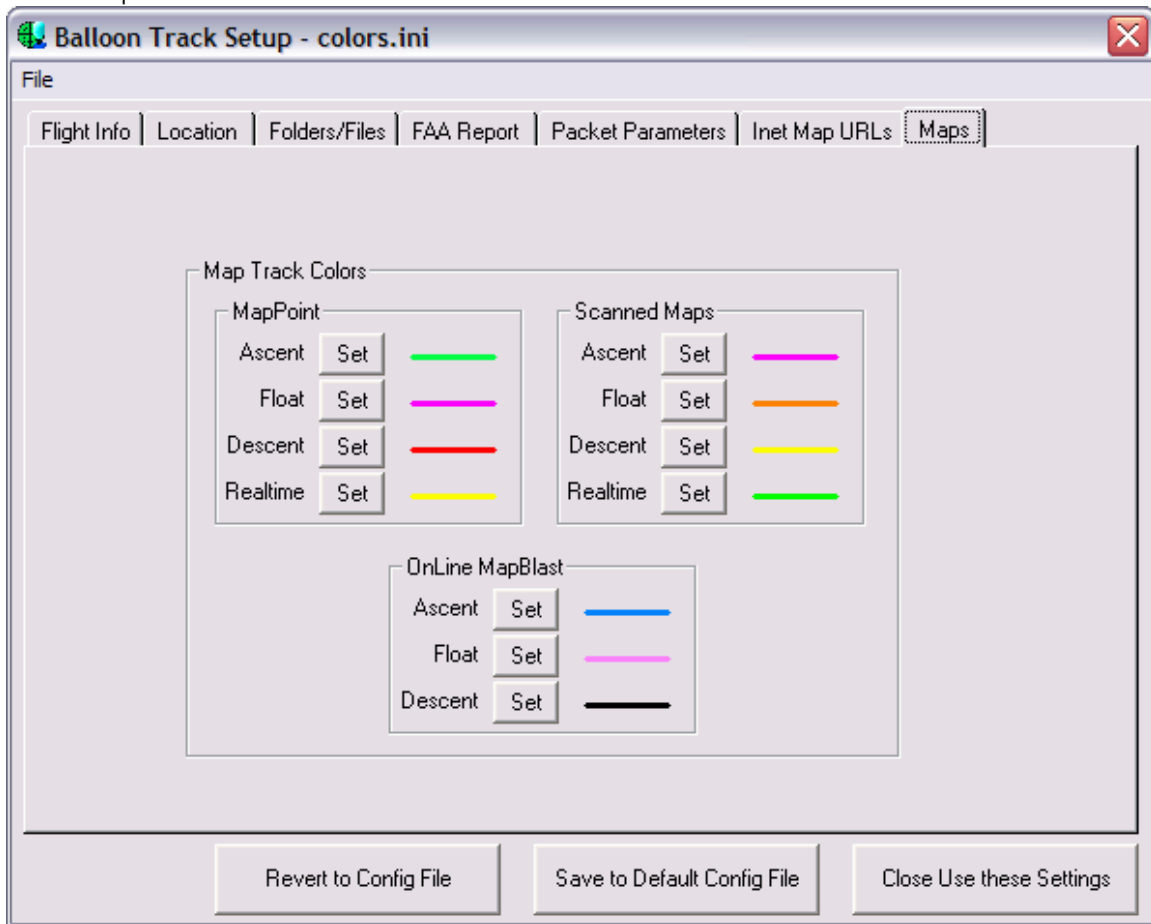 Balloon Track Setup - colors.ini
File
Flight Info Location Folders/Files FAA Report Packet Parameters Inet Map URLs Maps
Map Track Colors
MapPoint
Ascent Set
Float Set
Descent Set
Realtime Set
Scanned Maps
Ascent Set
Float Set
Descent Set
Realtime Set
OnLine MapBlast
Ascent Set
Float Set
Descent Set
Revert to Config File Save to Default Config File Close Use these Settings